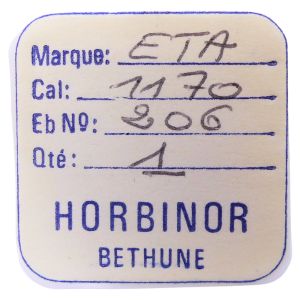 Marque: ETA
Cal: 1170
Eb Nº: 206
Qté: 1
HORBINOR
BETHUNE